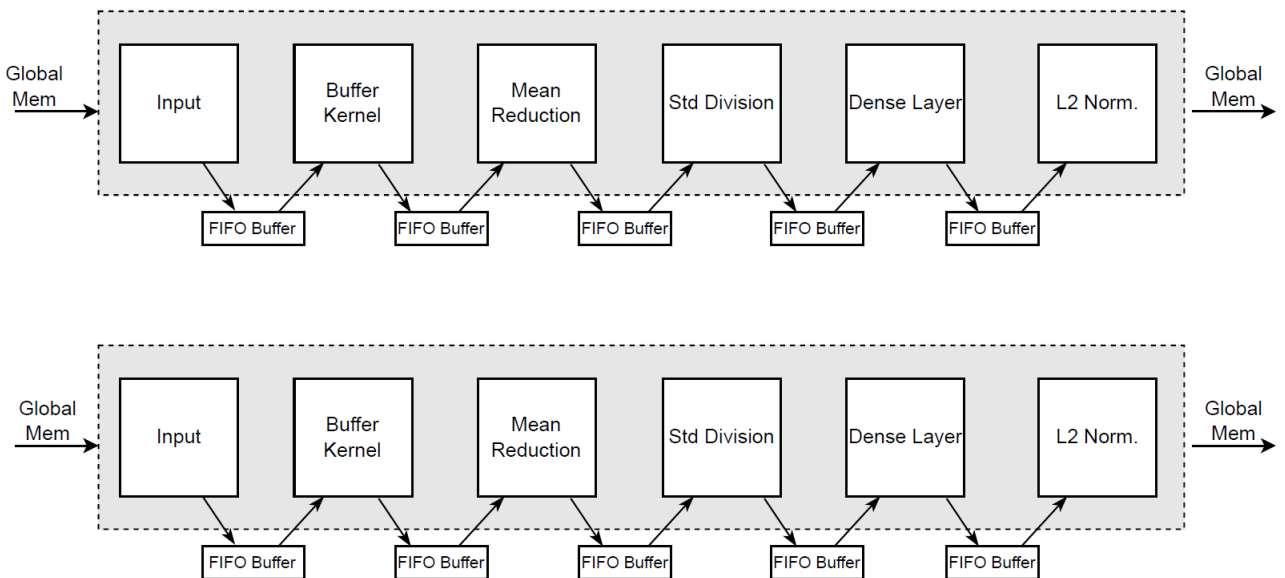 Global
Mem
Input
Buffer
Kernel
Mean
Reduction
Std Division
Dense Layer
L2 Norm.
Global
Mem
FIFO Buffer
FIFO Buffer
FIFO Buffer
FIFO Buffer
FIFO Buffer
Global
Mem
Input
Buffer
Kernel
Mean
Reduction
Std Division
Dense Layer
L2 Norm.
Global
Mem
FIFO Buffer
FIFO Buffer
FIFO Buffer
FIFO Buffer
FIFO Buffer